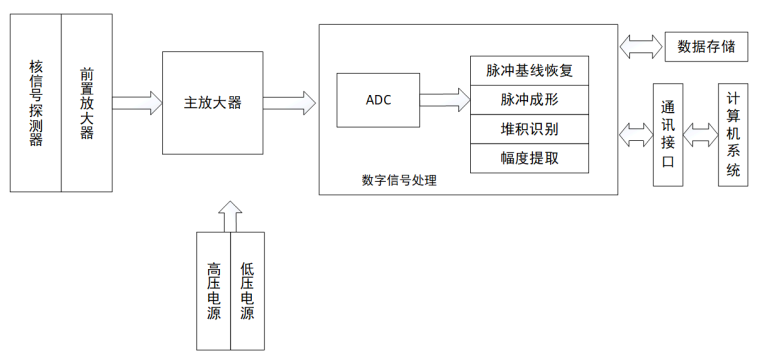 核信号探测器
前置放大器
主放大器
ADC
脉冲基线恢复
脉冲成形
堆积识别
幅度提取
数字信号处理
数据存储
通讯接口
计算机系统
高压电源
低压电源